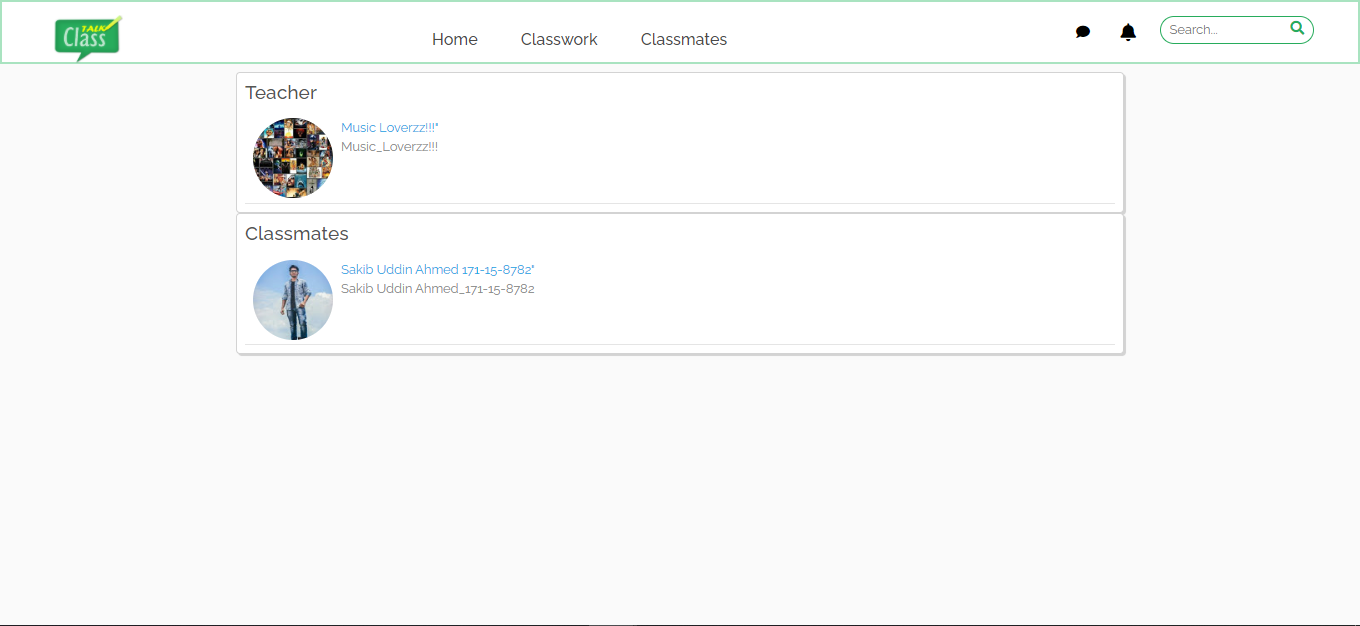 TALK
Class
Home
Classwork
Classmates
Search...
Teacher
Music Loverzz!!!"
Music_Loverzz!!!
Classmates
Sakib Uddin Ahmed 171-15-8782"
Sakib Uddin Ahmed_171-15-8782